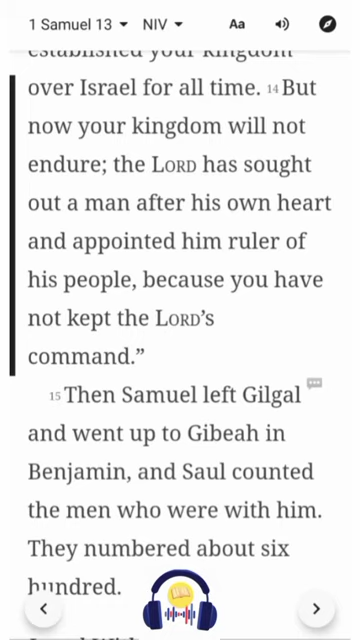 1 Samuel 13 NIV Aa
established your kingdom
over Israel for all time. 14 But
now your kingdom will not
endure; the LORD has sought
out a man after his own heart
and appointed him ruler of
his people, because you have
not kept the LORD’s
command.”
15 Then Samuel left Gilgal
and went up to Gibeah in
Benjamin, and Saul counted
the men who were with him.
They numbered about six
hundred.